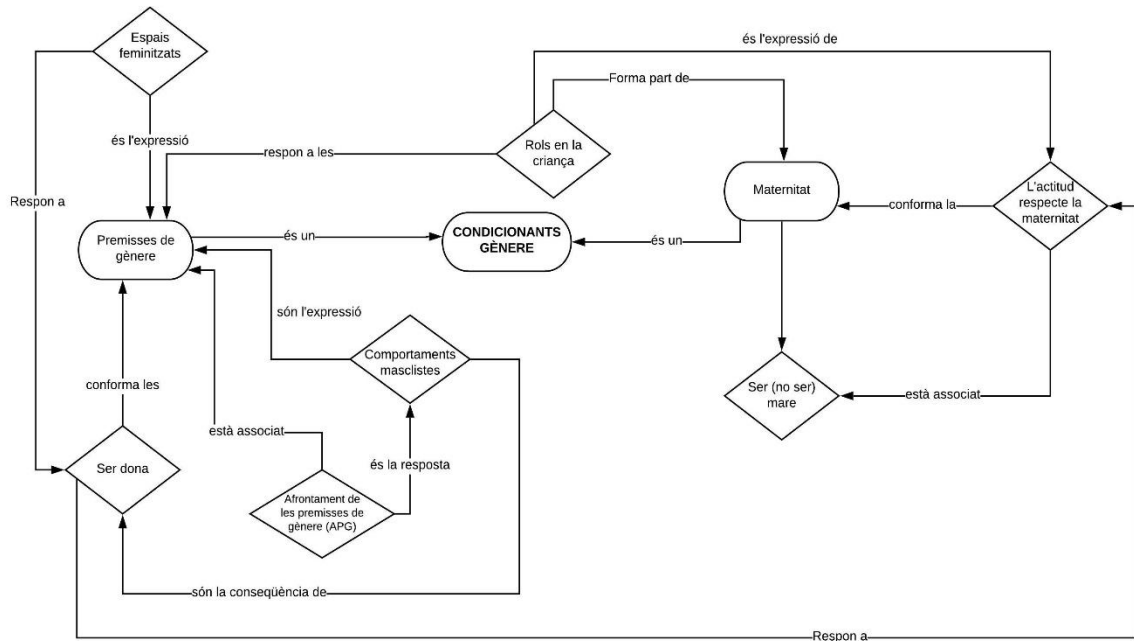 Espais
feminitzats
és l'expressió de
Forma part de
és l'expressió
respon a les
Rols en la
criança
Respon a
Maternitat
L'actitud
respecte la
maternitat
conforma la
Premisses de
gènere
és un
CONDICIONANTS
GÈNERE
és un
són l'expressió
Comportaments
masclistes
conforma les
Ser (no ser)
mare
està associat
està associat
és la resposta
Ser dona
Afrontament de
les premisses de
gènere (APG)
són la conseqüència de
Respon a